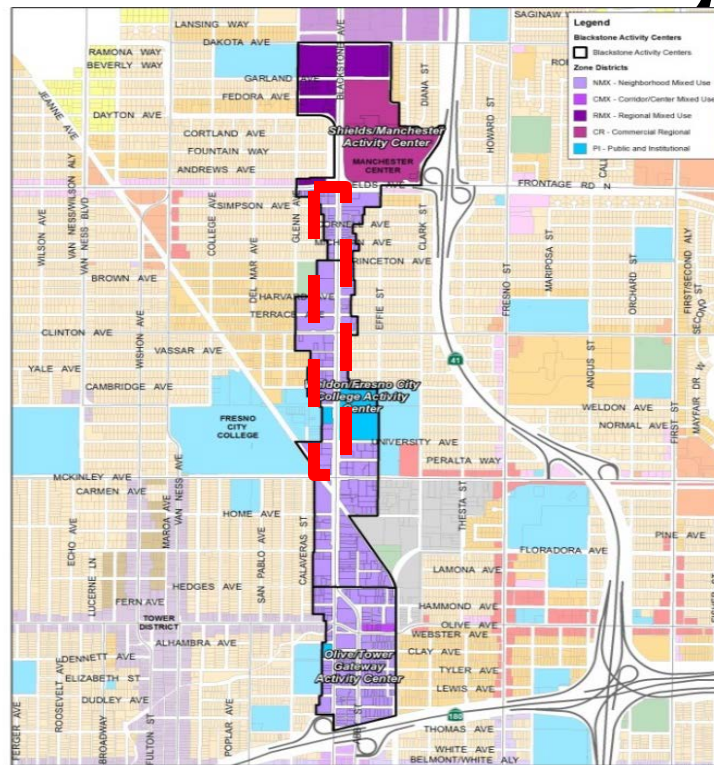 LANSING WAY
DAKOTA AVE
SAGINAW
RAMONA WAY
BEVERLY WAY
BLACKSTONE AVE
Legend
Blackstone Activity Centers
Blackstone Activity Centers
Zone Districts
NMX - Neighborhood Mixed Use
CMX - Corridor/Center Mixed Use
RMX - Regional Mixed Use
CR - Commercial Regional
PI - Public and Institutional
GARLAND AVE
FEDORA AVE
DIANA ST
HOWARD ST
JEANNE AVE
DAYTON AVE
CORTLAND AVE
FOUNTAIN WAY
ANDREWS AVE
Shields/Manchester
Activity Center
MANCHESTER
CENTER
FRONTAGE RD N
SIMPSON AVE
WILSON AVE
VAN NESS/WILSON ALY
VAN NESS BLVD
COLLEGE AVE
GLENN AVE
CLARK ST
PRINCETON AVE
BROWN AVE
DEL MAR AVE
HARVARD AVE
TERRACE AVE
EFFIE ST
FRESNO ST
MARIPOSA ST
ORCHARD ST
FIRST/SECOND ALY
SECOND ST
CLINTON AVE
WISHON AVE
VASSAR AVE
41
YALE AVE
CAMBRIDGE AVE
Weldon/Fresno City
College Activity
Center
ANGUS ST
MAYFAIR DR W
FIRST ST
WELDON AVE
NORMAL AVE
FRESNO
CITY
COLLEGE
UNIVERSITY AVE
PERALTA WAY
MCKINLEY AVE
CARMEN AVE
ECHO AVE
MAROA AVE
VAN NESS AVE
HOME AVE
SAN PABLO AVE
CALAVERAS ST
THESTA ST
PINE AVE
FLORADORA AVE
LUCERNE LN
LAMONA AVE
HEDGES AVE
FERN AVE
TOWER
DISTRICT
HAMMOND AVE
OLIVE AVE
WEBSTER AVE
ALHAMBRA AVE
CLAY AVE
DENNETT AVE
ELIZABETH ST
Olive/Tower
Gateway
Activity Center
TYLER AVE
LEWIS AVE
DUDLEY AVE
ROOSEVELT AVE
BROADWAY
FULTON ST
POPLAR AVE
FERGER AVE
180
THOMAS AVE
WHITE AVE
BELMONT/WHITE ALY